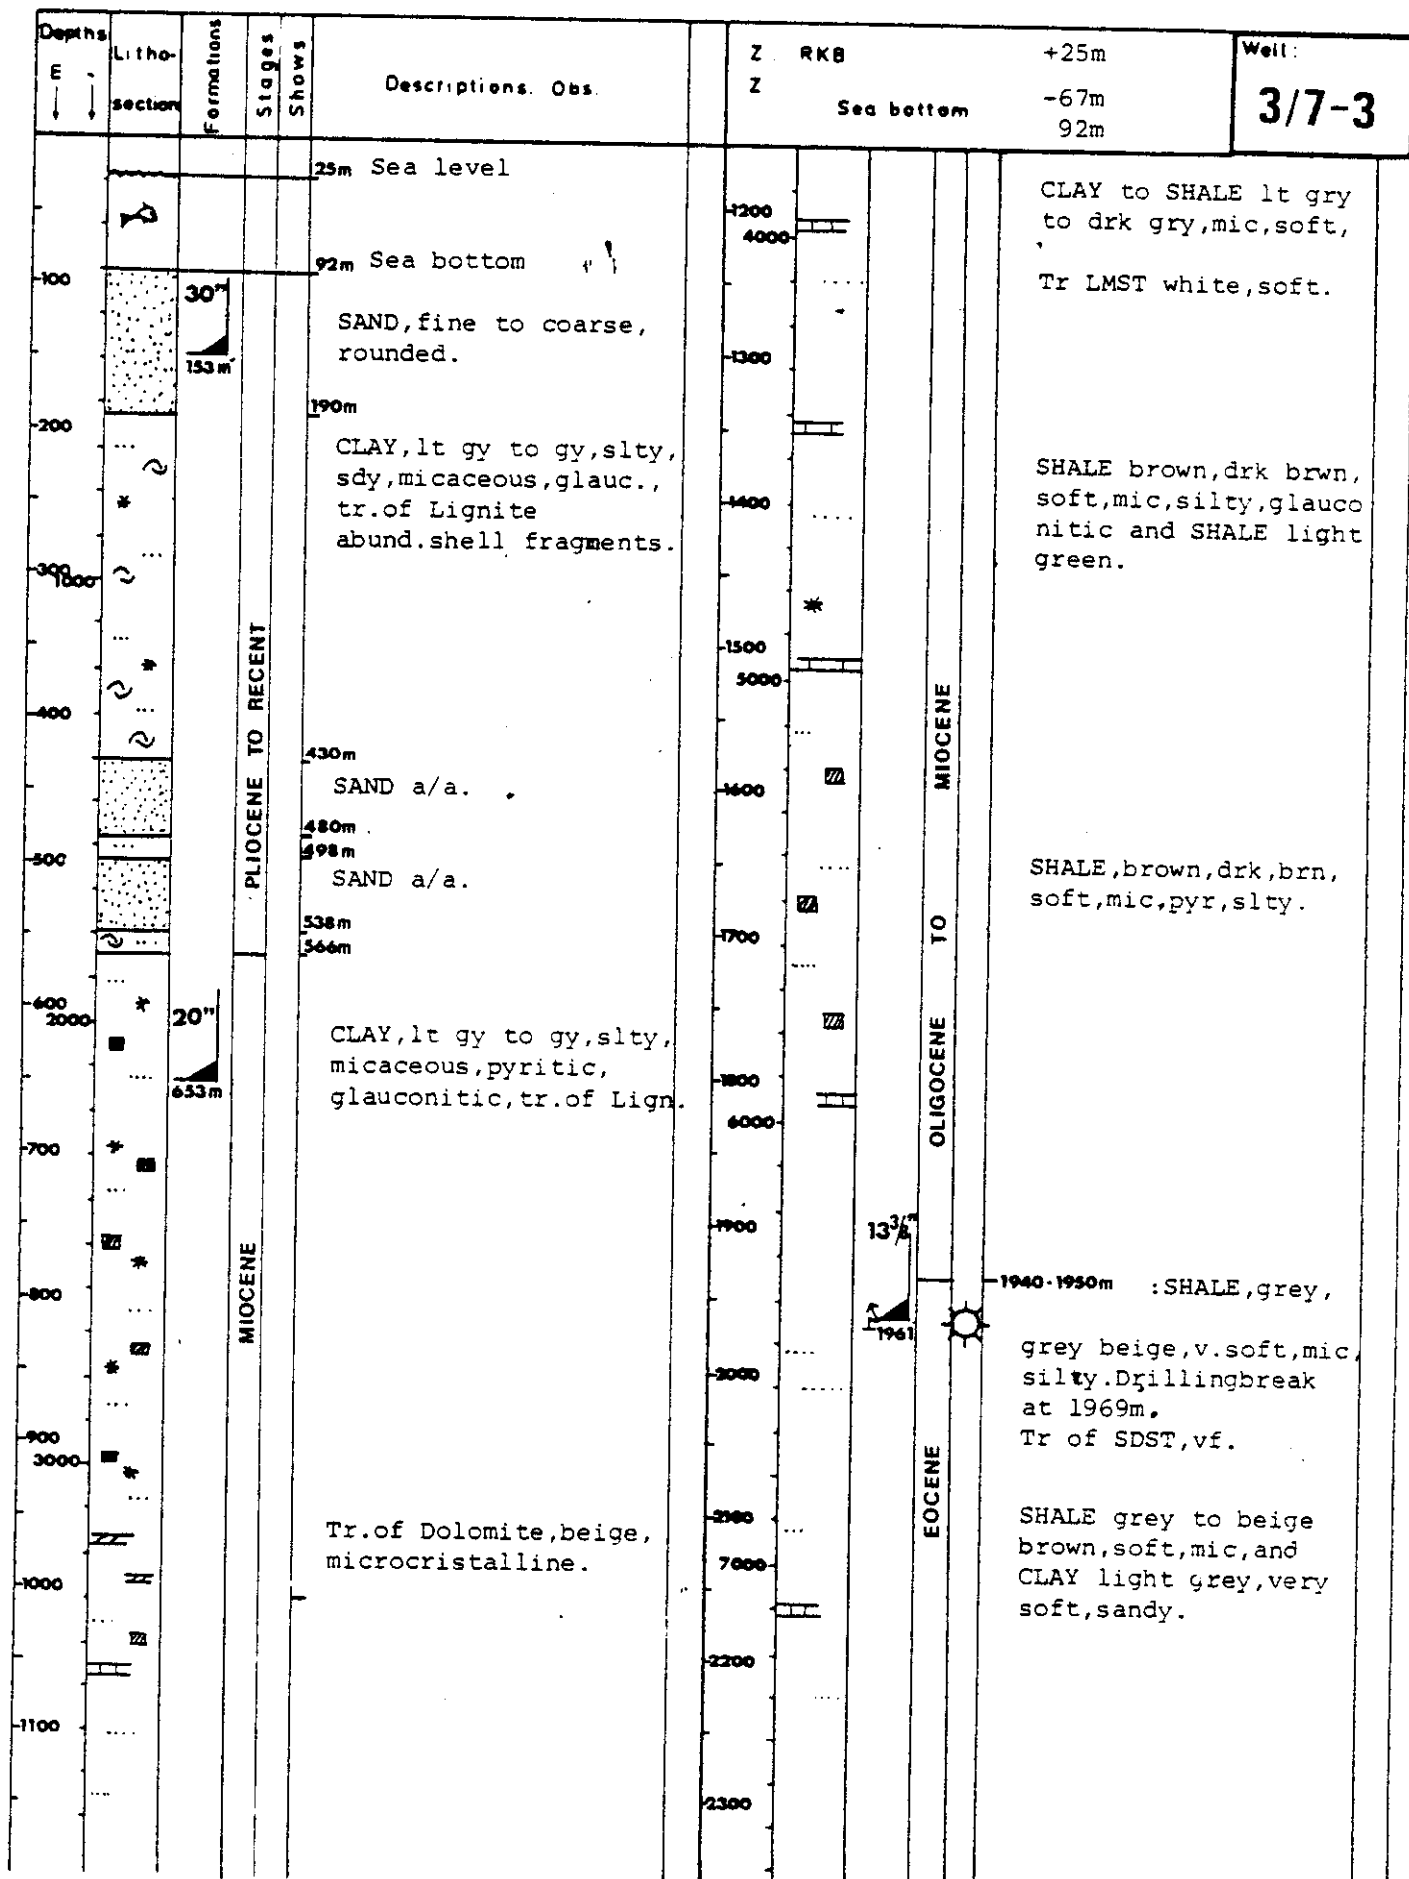 Depths
m
Litho-
section
Formations
Stages
Shows
Descriptions. Obs.
Z RKB +25m
Z Sea bottom -67m
92m
Well:
3/7-3
25m Sea level
92m Sea bottom
100
30"
153m
SAND,fine to coarse,
rounded.
190m
200
CLAY,lt gy to gy,slty,
sdy,micaceous,glauc.,
tr.of Lignite
abund.shell fragments.
300
1000
PLIOCENE TO RECENT
400
430m
SAND a/a.
480m
498m
500
SAND a/a.
538m
566m
600
2000
20"
653m
CLAY,lt gy to gy,slty,
micaceous,pyritic,
glauconitic,tr.of Lign.
700
MIOCENE
800
900
3000
Tr.of Dolomite,beige,
microcristalline.
1000
1100
1200
4000
CLAY to SHALE lt gry
to drk gry,mic,soft,
Tr LMST white,soft.
1300
1400
SHALE brown,drk brwn,
soft,mic,silty,glauco
nitic and SHALE light
green.
1500
5000
OLIGOCENE TO MIOCENE
1600
SHALE,brown,drk,brn,
soft,mic,pyr,slty.
1700
1800
6000
1900
13 3/8"
1961
1940-1950m :SHALE,grey,
grey beige,v.soft,mic,
silty.Drillingbreak
at 1969m.
Tr of SDST,vf.
2000
EOCENE
2100
7000
SHALE grey to beige
brown,soft,mic,and
CLAY light grey,very
soft,sandy.
2200
2300